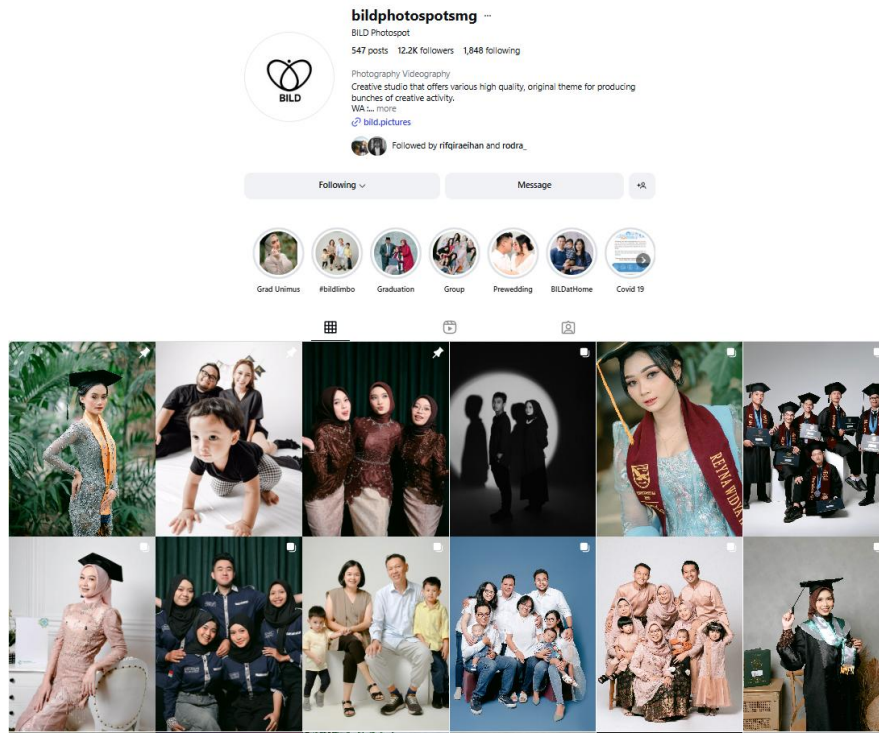 bildphotospotsmg ...
BILD Photospot
547 posts 12.2K followers 1,848 following
Photography Videography
Creative studio that offers various high quality, original theme for producing
bunches of creative activity.
WA :... more
bild.pictures
BILD
Followed by rifqiraeihan and rodra_
Following
Message
Grad Unimus
#bildlimbo
Graduation
Group
Prewedding
BILDatHome
Covid 19
REYNA WIDYA